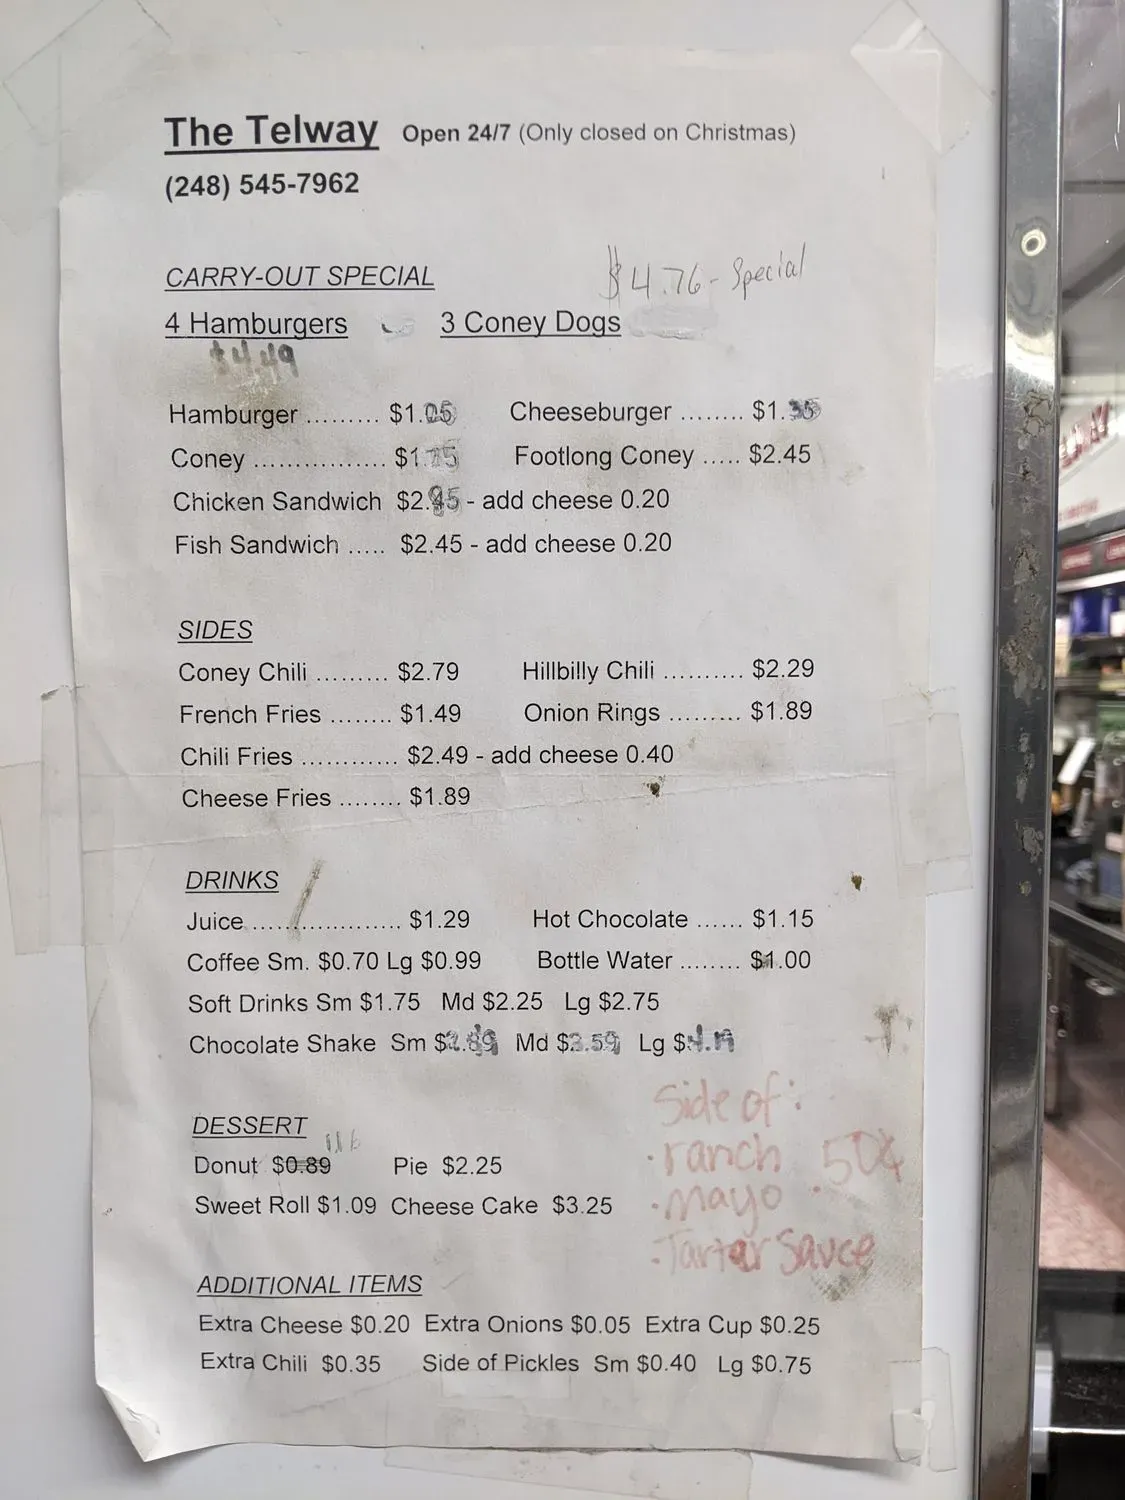 The Telway Open 24/7 (Only closed on Christmas)
(248) 545-7962
CARRY-OUT SPECIAL
$4.76 - Special
4 Hamburgers 3 Coney Dogs
$4.49
Hamburger ......... $1.05 Cheeseburger ........ $1.35
Coney ................ $1.75 Footlong Coney ..... $2.45
Chicken Sandwich $2.95 - add cheese 0.20
Fish Sandwich ..... $2.45 - add cheese 0.20
SIDES
Coney Chili ......... $2.79 Hillbilly Chili .......... $2.29
French Fries ........ $1.49 Onion Rings ......... $1.89
Chili Fries ............ $2.49 - add cheese 0.40
Cheese Fries ........ $1.89
DRINKS
Juice.................... $1.29 Hot Chocolate ...... $1.15
Coffee Sm. $0.70 Lg $0.99 Bottle Water ........ $1.00
Soft Drinks Sm $1.75 Md $2.25 Lg $2.75
Chocolate Shake Sm $2.89 Md $3.59 Lg $4.19
DESSERT
Donut $0.89 Pie $2.25
Sweet Roll $1.09 Cheese Cake $3.25
Side of:
·ranch .50¢
·mayo
·Tartar Sauce
ADDITIONAL ITEMS
Extra Cheese $0.20 Extra Onions $0.05 Extra Cup $0.25
Extra Chili $0.35 Side of Pickles Sm $0.40 Lg $0.75